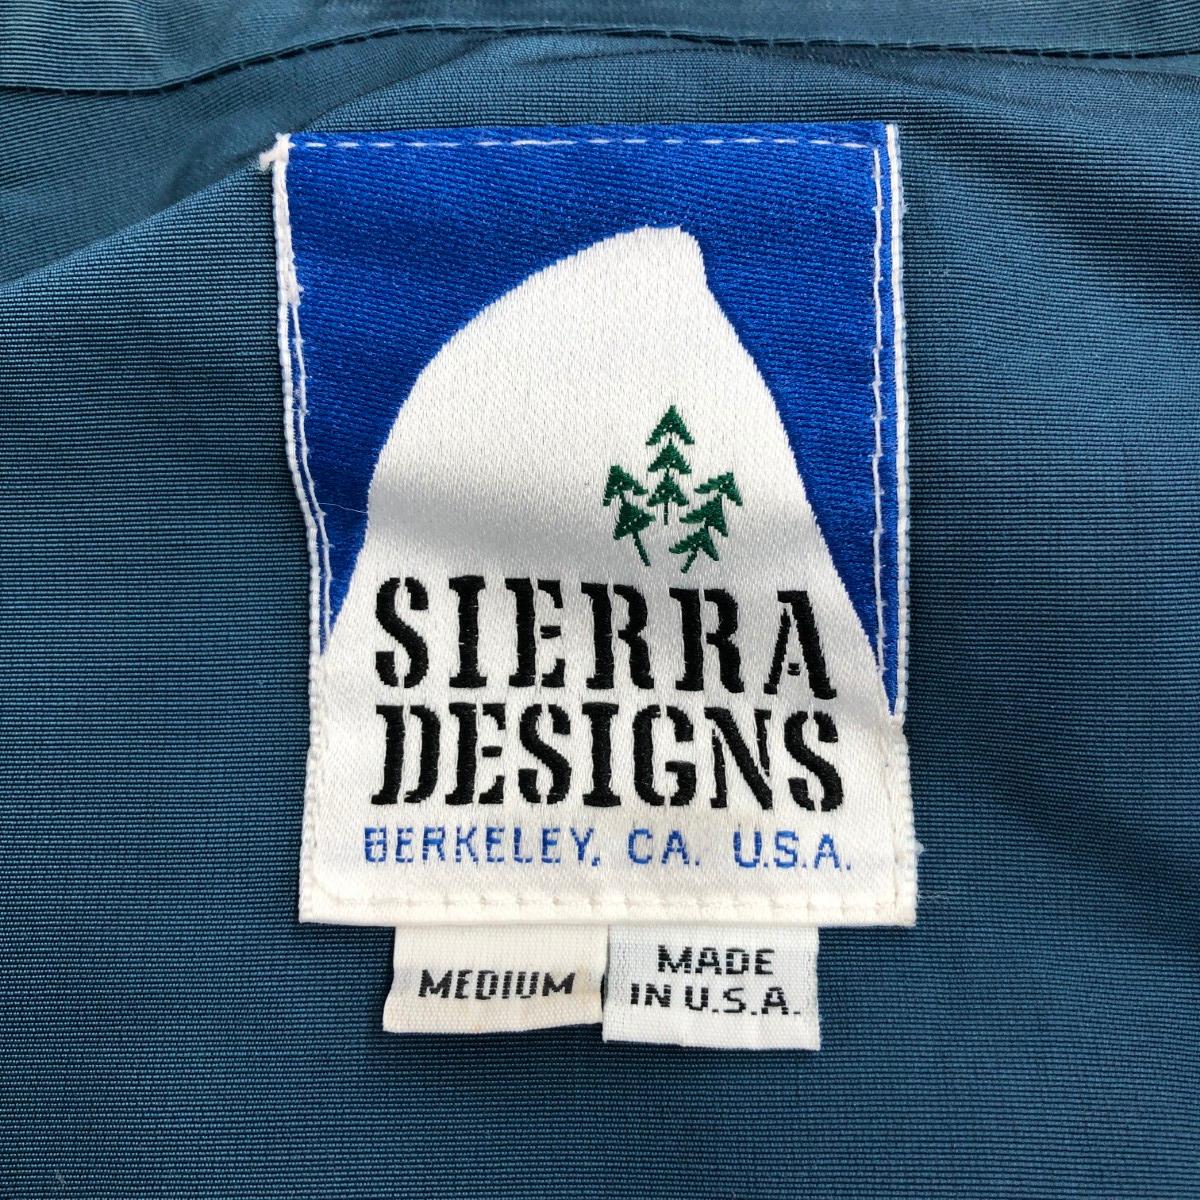 SIERRA
DESIGNS
BERKELEY, CA. U.S.A.
MEDIUM
MADE
IN U.S.A.